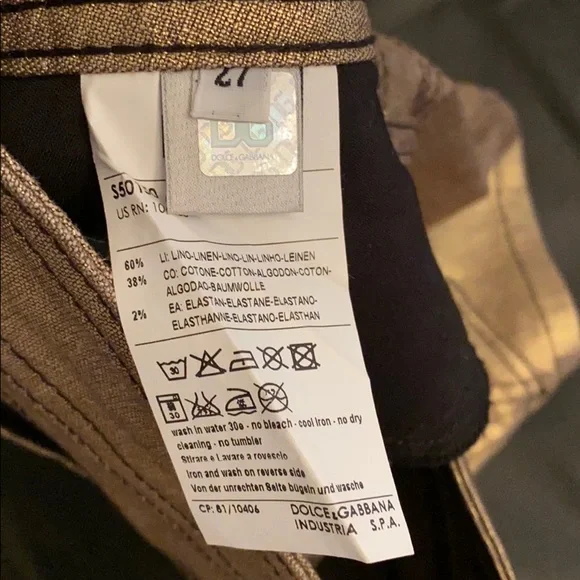 27
DOLCE&GABBANA
US RN:
60% LI: LINO-LINEN-LINO-LIN-LINHO-LEINEN
38% CO: COTONE-COTTON-ALGODON-COTON-
ALGODAO-BAUMWOLLE
2% EA: ELASTAN-ELASTANE-ELASTANO-
ELASTHANNE-ELASTANO-ELASTHAN
30
30
wash in water 30° - no bleach - cool iron - no dry
cleaning - no tumbler
Stirare e Lavare a rovescio
Iron and wash on reverse side
Von der unrechten Seite bügeln und wasche
CP: 81/10406
DOLCE&GABBANA
INDUSTRIA S.P.A.